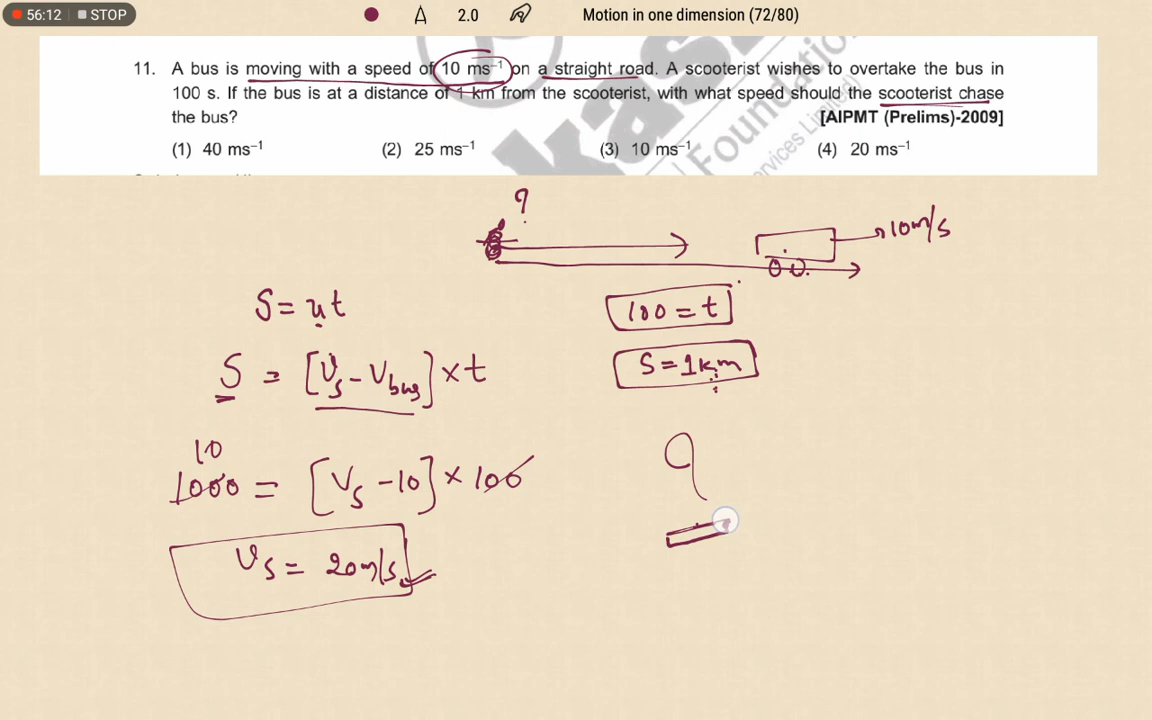 56:12 STOP
2.0
Motion in one dimension (72/80)
11. A bus is moving with a speed of 10 ms⁻¹ on a straight road. A scooterist wishes to overtake the bus in
100 s. If the bus is at a distance of 1 km from the scooterist, with what speed should the scooterist chase
the bus? [AIPMT (Prelims)-2009]
(1) 40 ms⁻¹ (2) 25 ms⁻¹ (3) 10 ms⁻¹ (4) 20 ms⁻¹
Foundatio
vices Limited)
?
10m/s
S = ut
100 = t
S = 1km
S = [Vs - Vbus] × t
10
1000 = [Vs - 10] × 100
Vs = 20m/s